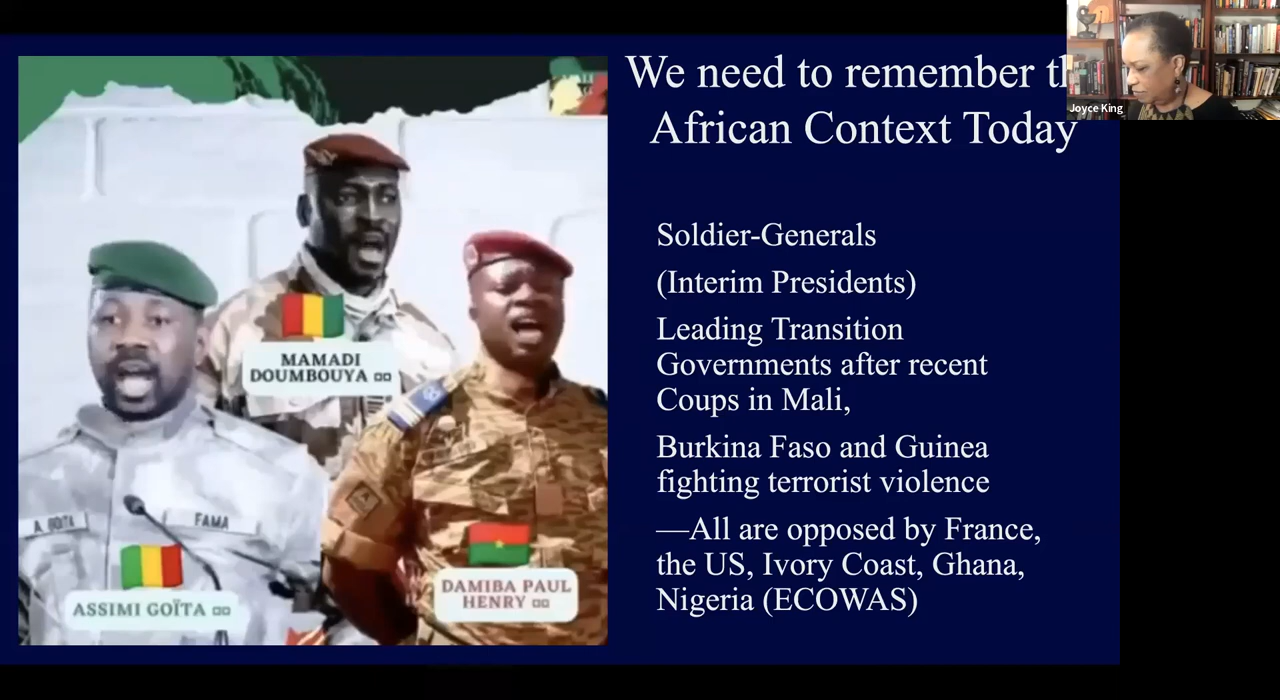 We need to remember th
African Context Today
Joyce King
Soldier-Generals
(Interim Presidents)
Leading Transition
Governments after recent
Coups in Mali,
Burkina Faso and Guinea
fighting terrorist violence
—All are opposed by France,
the US, Ivory Coast, Ghana,
Nigeria (ECOWAS)
MAMADI
DOUMBOUYA
A. GOITA
FAMA
ASSIMI GOÏTA
DAMIBA PAUL
HENRY